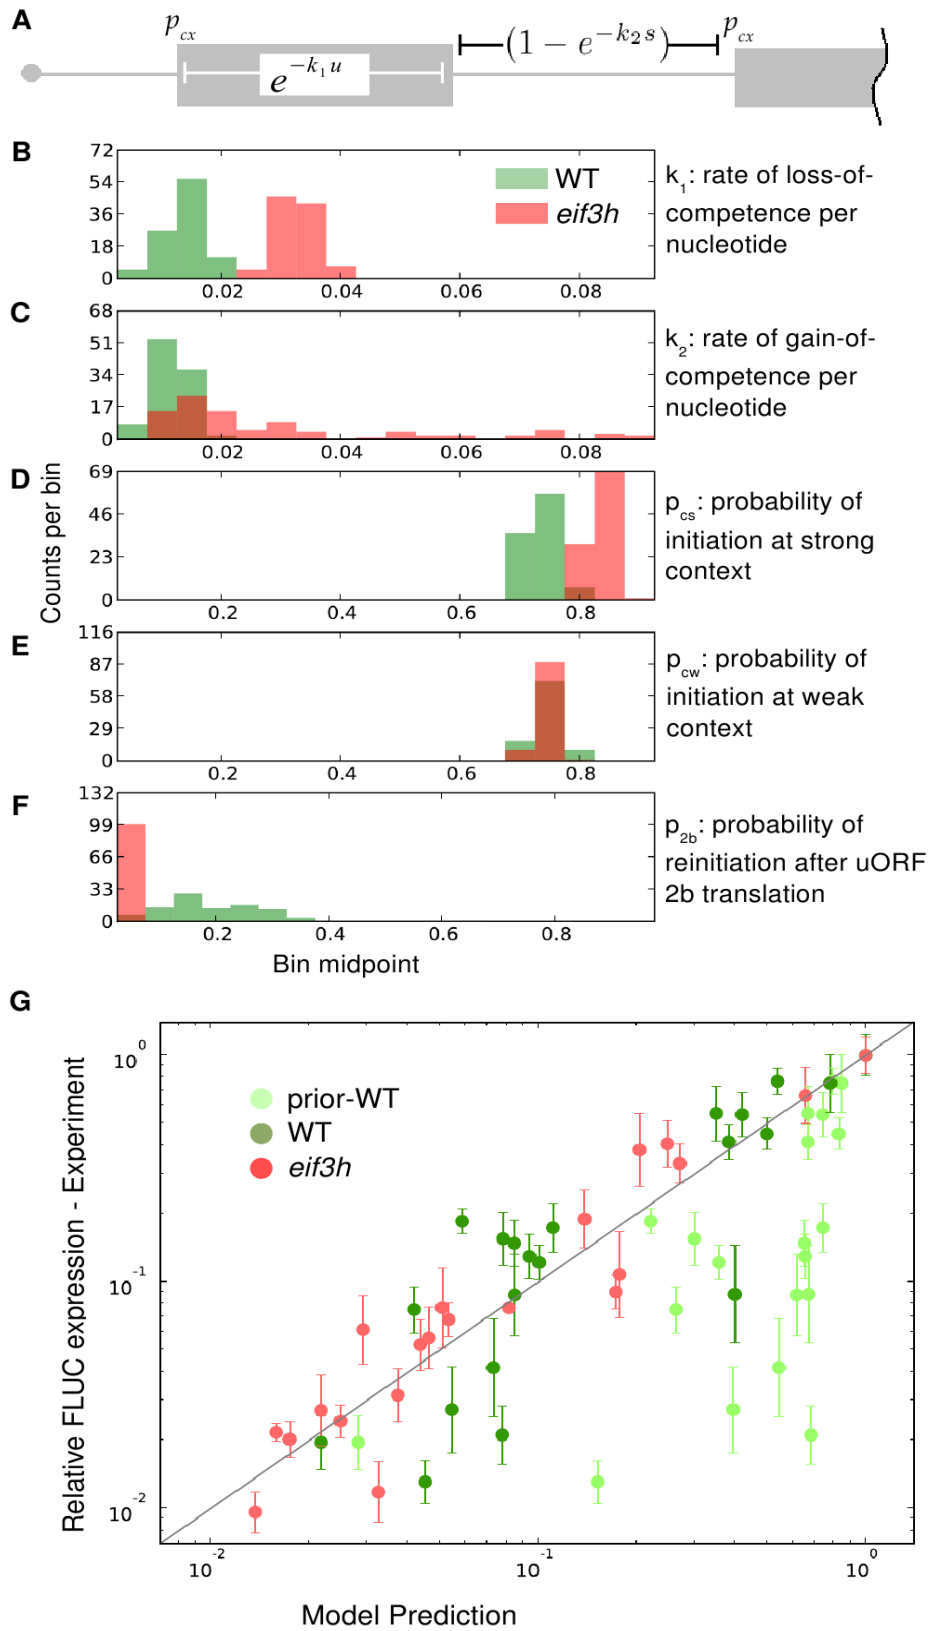 A
p_cx
(1 − e^{−k₂s})
p_cx
e^{−k₁u}
B
72
54
36
18
0
0.02 0.04 0.06 0.08
WT
eif3h
k₁: rate of loss-of-
competence per
nucleotide
C
68
51
34
17
0
0.02 0.04 0.06 0.08
k₂: rate of gain-of-
competence per
nucleotide
D
69
46
23
0
0.2 0.4 0.6 0.8
p_cs: probability of
initiation at strong
context
Counts per bin
E
116
87
58
29
0
0.2 0.4 0.6 0.8
p_cw: probability of
initiation at weak
context
F
132
99
66
33
0
0.2 0.4 0.6 0.8
p_2b: probability of
reinitiation after uORF
2b translation
Bin midpoint
G
Relative FLUC expression - Experiment
10^0
10^-1
10^-2
prior-WT
WT
eif3h
10^-2 10^-1 10^0
Model Prediction